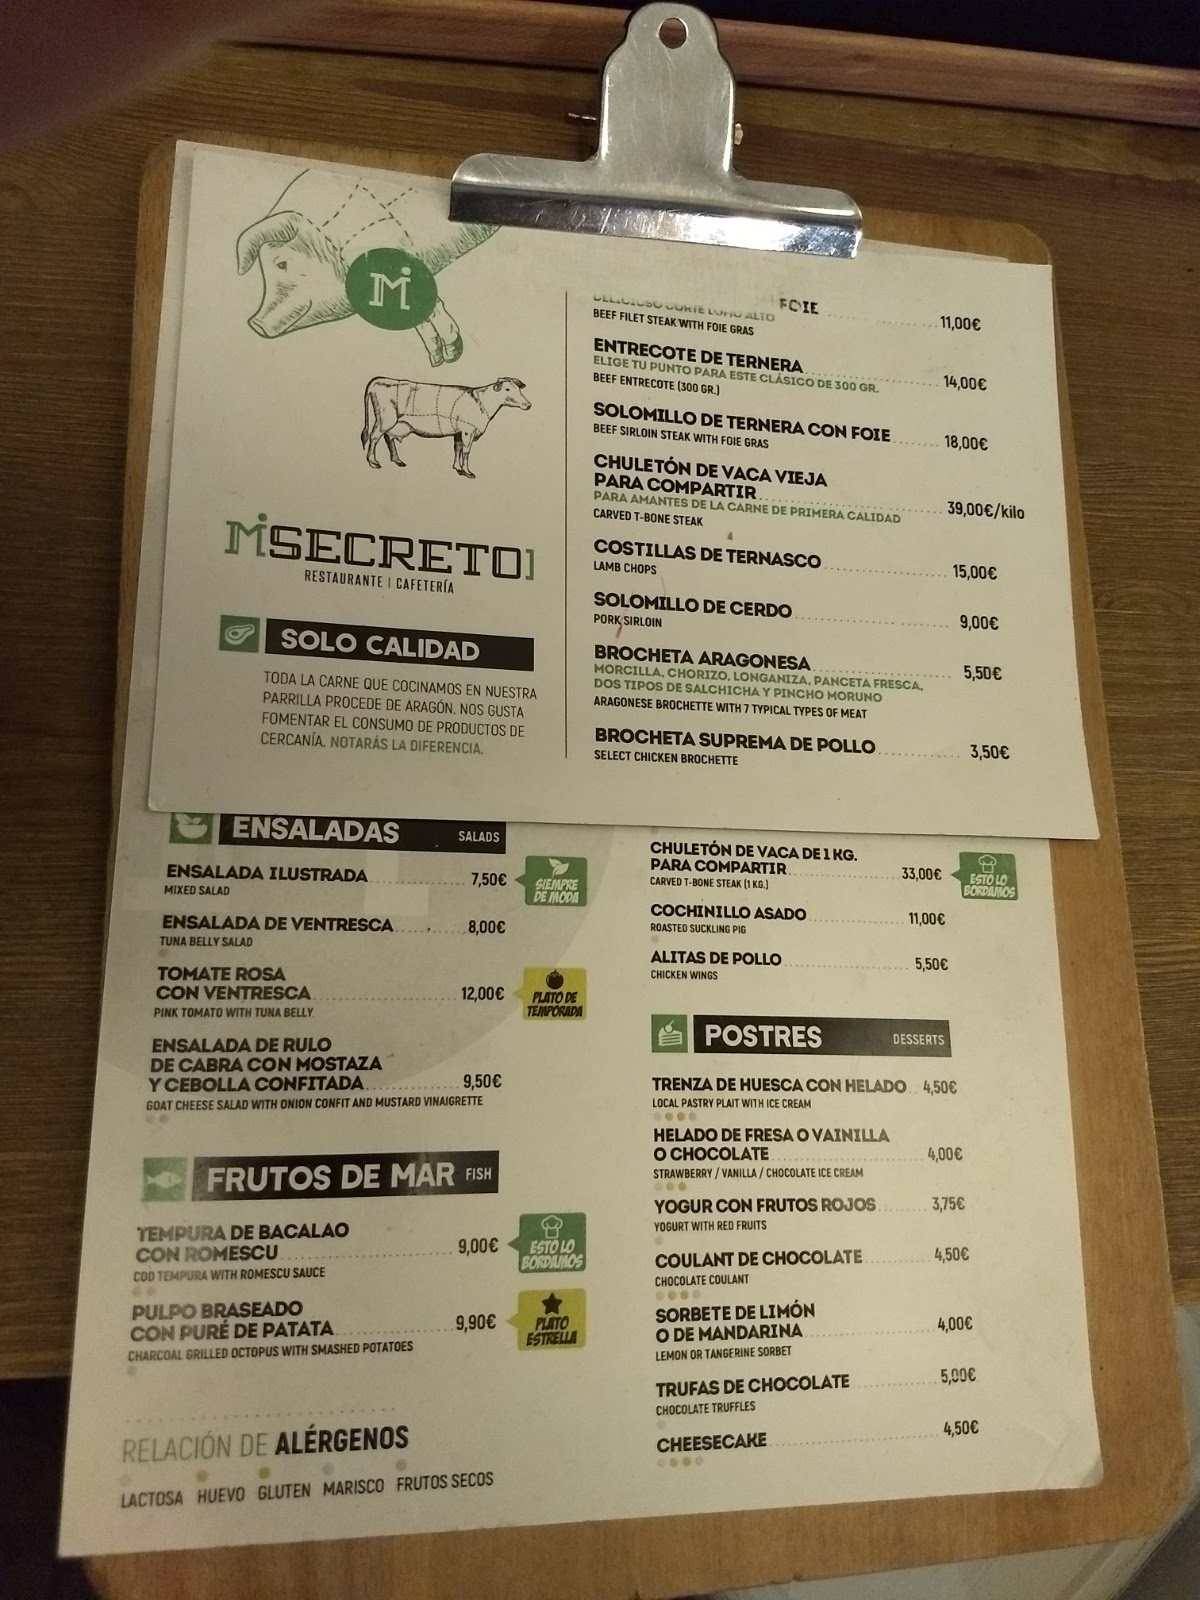 Mi
MiSECRETO
RESTAURANTE | CAFETERÍA
SOLO CALIDAD
TODA LA CARNE QUE COCINAMOS EN NUESTRA
PARRILLA PROCEDE DE ARAGÓN. NOS GUSTA
FOMENTAR EL CONSUMO DE PRODUCTOS DE
CERCANÍA. NOTARÁS LA DIFERENCIA.
FOIE 11,00€
DELICIOSO CORTE LOMO ALTO
BEEF FILET STEAK WITH FOIE GRAS
ENTRECOTE DE TERNERA 14,00€
ELIGE TU PUNTO PARA ESTE CLÁSICO DE 300 GR.
BEEF ENTRECOTE (300 GR.)
SOLOMILLO DE TERNERA CON FOIE 18,00€
BEEF SIRLOIN STEAK WITH FOIE GRAS
CHULETÓN DE VACA VIEJA
PARA COMPARTIR 39,00€/kilo
PARA AMANTES DE LA CARNE DE PRIMERA CALIDAD
CARVED T-BONE STEAK
COSTILLAS DE TERNASCO 15,00€
LAMB CHOPS
SOLOMILLO DE CERDO 9,00€
PORK SIRLOIN
BROCHETA ARAGONESA 5,50€
MORCILLA, CHORIZO, LONGANIZA, PANCETA FRESCA,
DOS TIPOS DE SALCHICHA Y PINCHO MORUNO
ARAGONESE BROCHETTE WITH 7 TYPICAL TYPES OF MEAT
BROCHETA SUPREMA DE POLLO 3,50€
SELECT CHICKEN BROCHETTE
ENSALADAS SALADS
ENSALADA ILUSTRADA 7,50€
MIXED SALAD
SIEMPRE
DE MODA
ENSALADA DE VENTRESCA 8,00€
TUNA BELLY SALAD
TOMATE ROSA
CON VENTRESCA 12,00€
PINK TOMATO WITH TUNA BELLY
PLATO DE
TEMPORADA
ENSALADA DE RULO
DE CABRA CON MOSTAZA
Y CEBOLLA CONFITADA 9,50€
GOAT CHEESE SALAD WITH ONION CONFIT AND MUSTARD VINAIGRETTE
FRUTOS DE MAR FISH
TEMPURA DE BACALAO
CON ROMESCU 9,00€
COD TEMPURA WITH ROMESCU SAUCE
ESTO LO
BORDAMOS
PULPO BRASEADO
CON PURÉ DE PATATA 9,90€
CHARCOAL GRILLED OCTOPUS WITH SMASHED POTATOES
PLATO
ESTRELLA
RELACIÓN DE ALÉRGENOS
LACTOSA HUEVO GLUTEN MARISCO FRUTOS SECOS
CHULETÓN DE VACA DE 1 KG.
PARA COMPARTIR 33,00€
CARVED T-BONE STEAK (1 KG.)
ESTO LO
BORDAMOS
COCHINILLO ASADO 11,00€
ROASTED SUCKLING PIG
ALITAS DE POLLO 5,50€
CHICKEN WINGS
POSTRES DESSERTS
TRENZA DE HUESCA CON HELADO 4,50€
LOCAL PASTRY PLAIT WITH ICE CREAM
HELADO DE FRESA O VAINILLA
O CHOCOLATE 4,00€
STRAWBERRY / VANILLA / CHOCOLATE ICE CREAM
YOGUR CON FRUTOS ROJOS 3,75€
YOGURT WITH RED FRUITS
COULANT DE CHOCOLATE 4,50€
CHOCOLATE COULANT
SORBETE DE LIMÓN
O DE MANDARINA 4,00€
LEMON OR TANGERINE SORBET
TRUFAS DE CHOCOLATE 5,00€
CHOCOLATE TRUFFLES
CHEESECAKE 4,50€